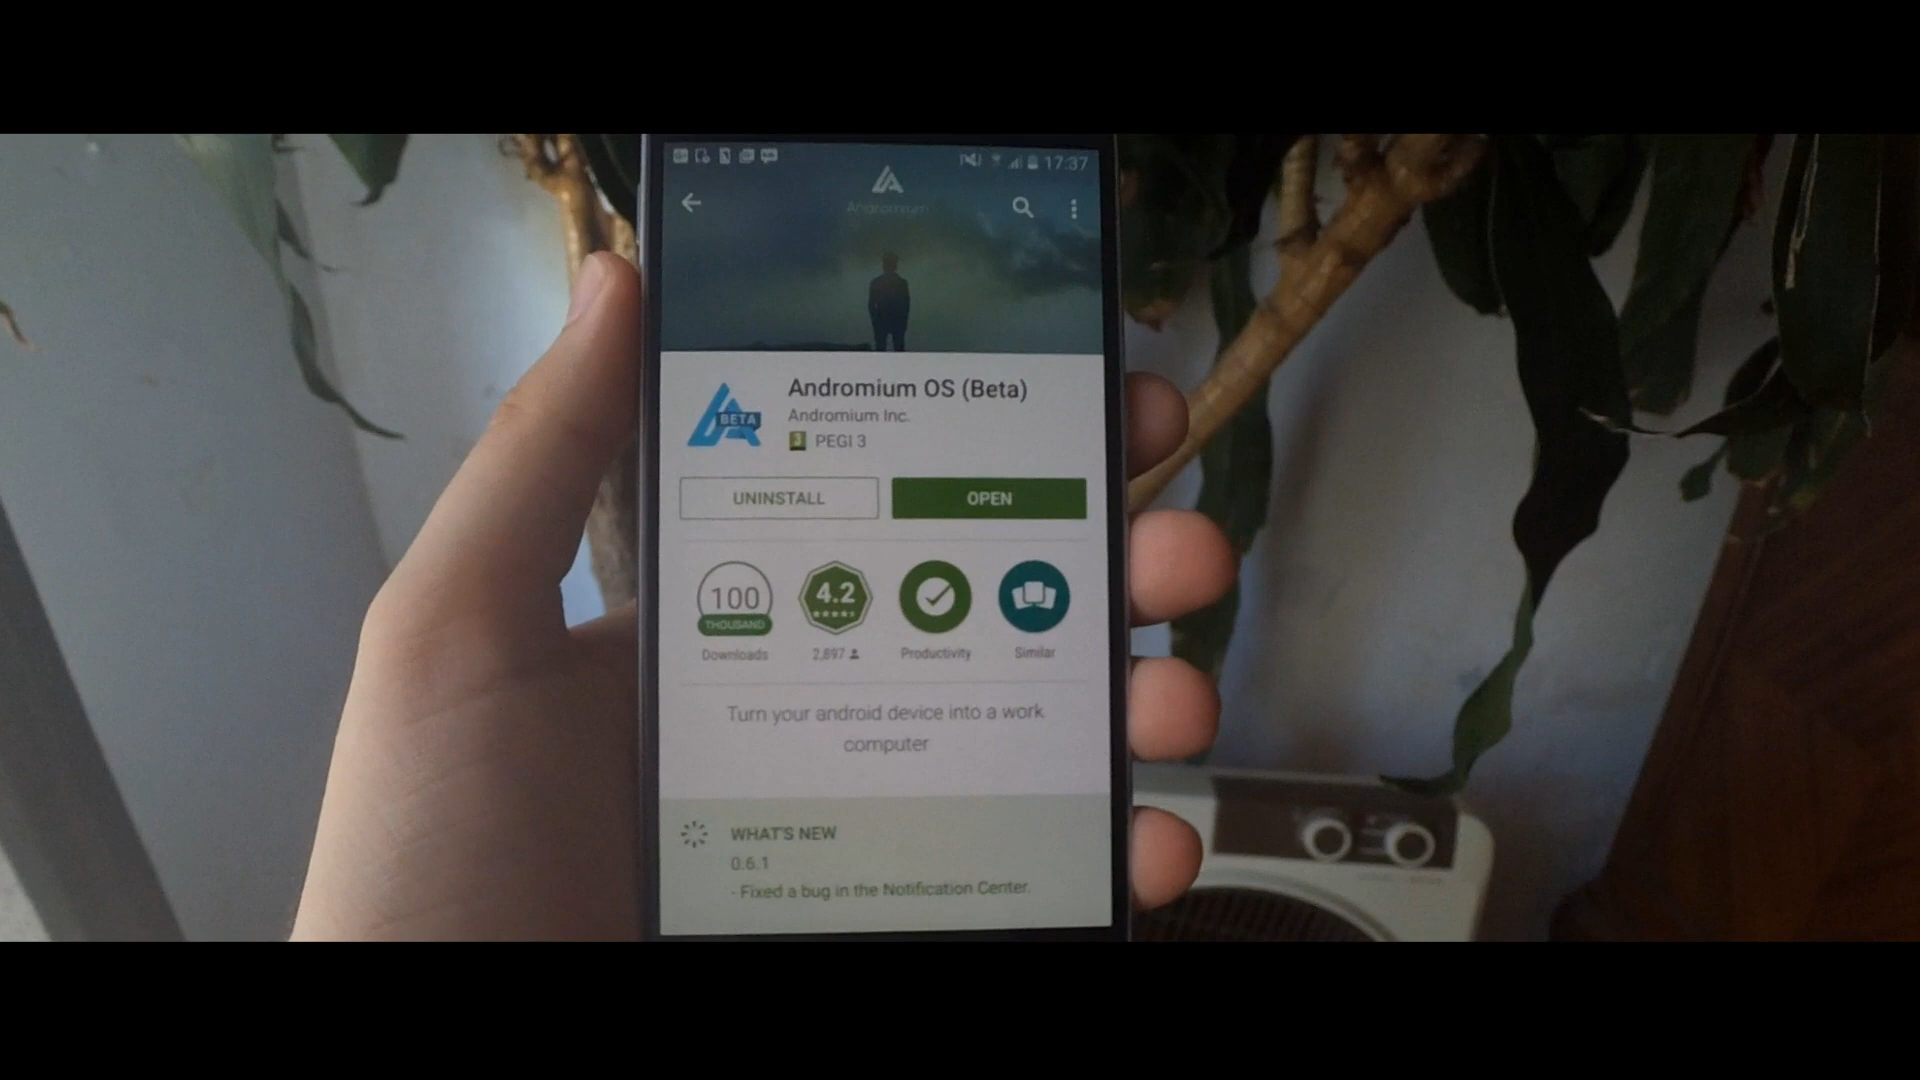 17:37
Andromium
Andromium OS (Beta)
BETA
Andromium Inc.
3 PEGI 3
UNINSTALL
OPEN
100
THOUSAND
4.2
Downloads
2,897
Productivity
Similar
Turn your android device into a work
computer
WHAT'S NEW
0.6.1
- Fixed a bug in the Notification Center.